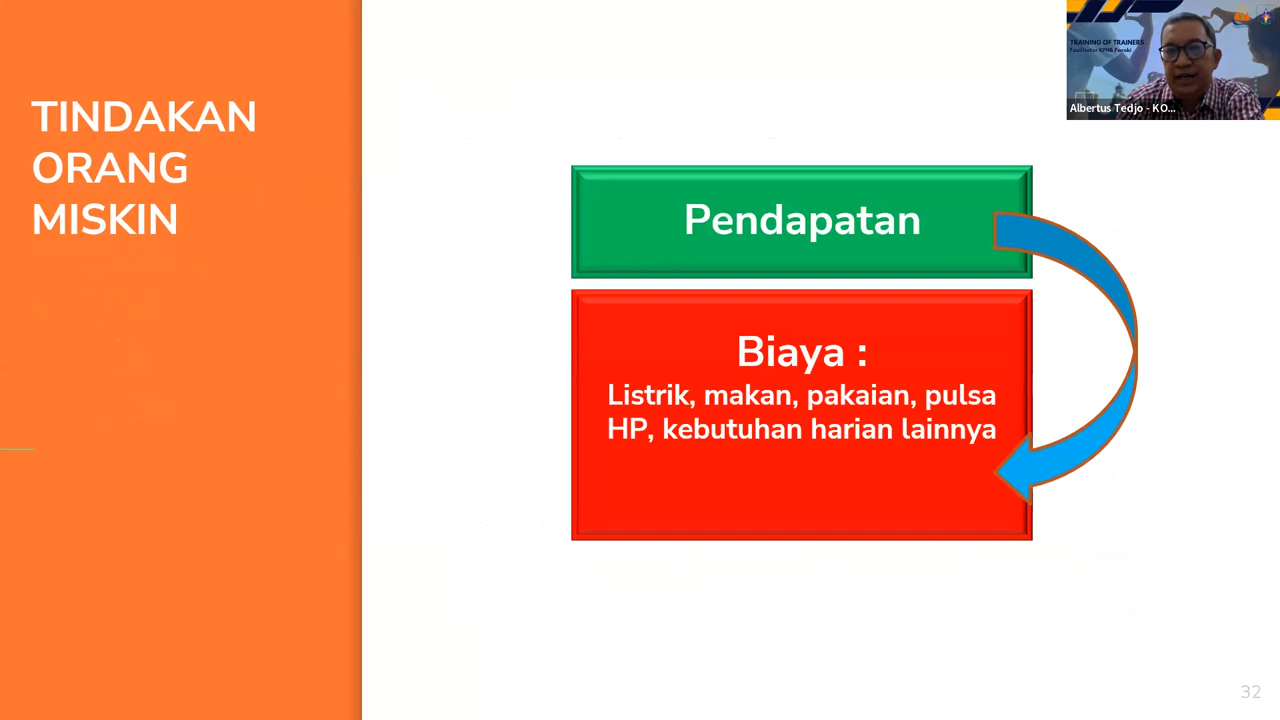 TINDAKAN
ORANG
MISKIN
Pendapatan
Biaya :
Listrik, makan, pakaian, pulsa
HP, kebutuhan harian lainnya
TRAINING OF TRAINERS
Fasilitator KPHB Paroki
Albertus Tedjo - KO...
32